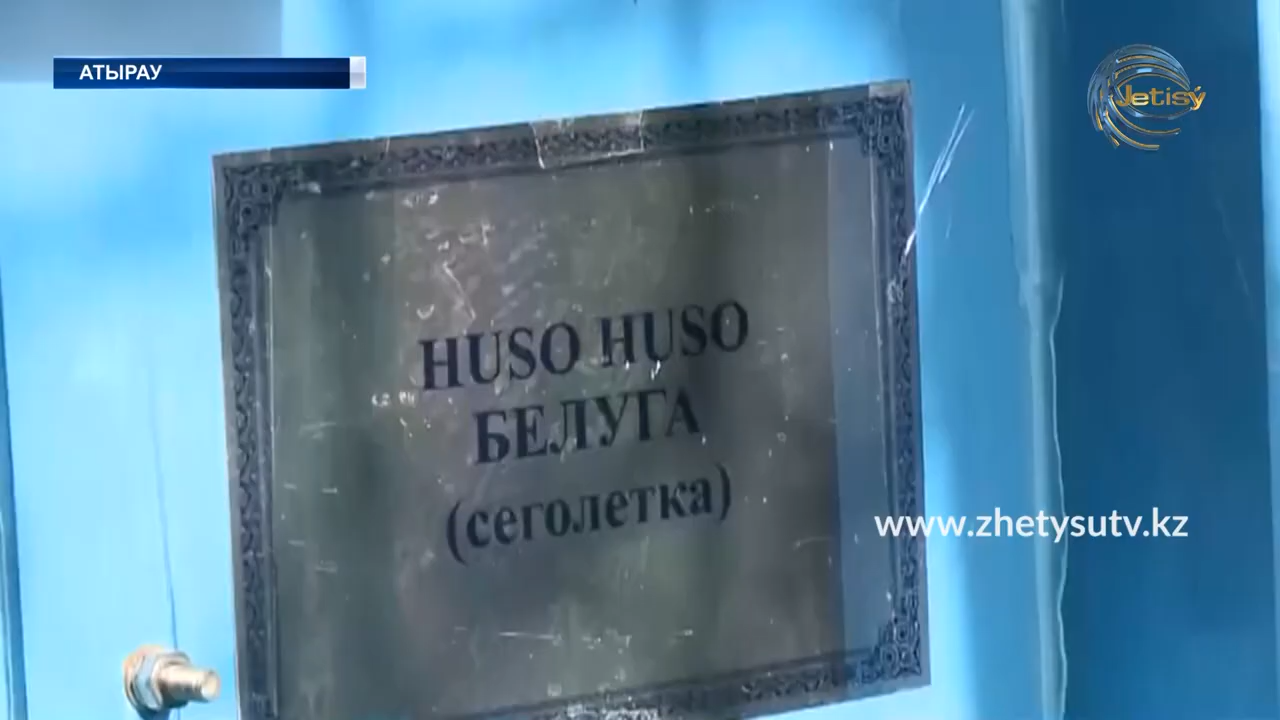 АТЫРАУ
Jetisý
HUSO HUSO
БЕЛУГА
(сеголетка)
www.zhetysutv.kz